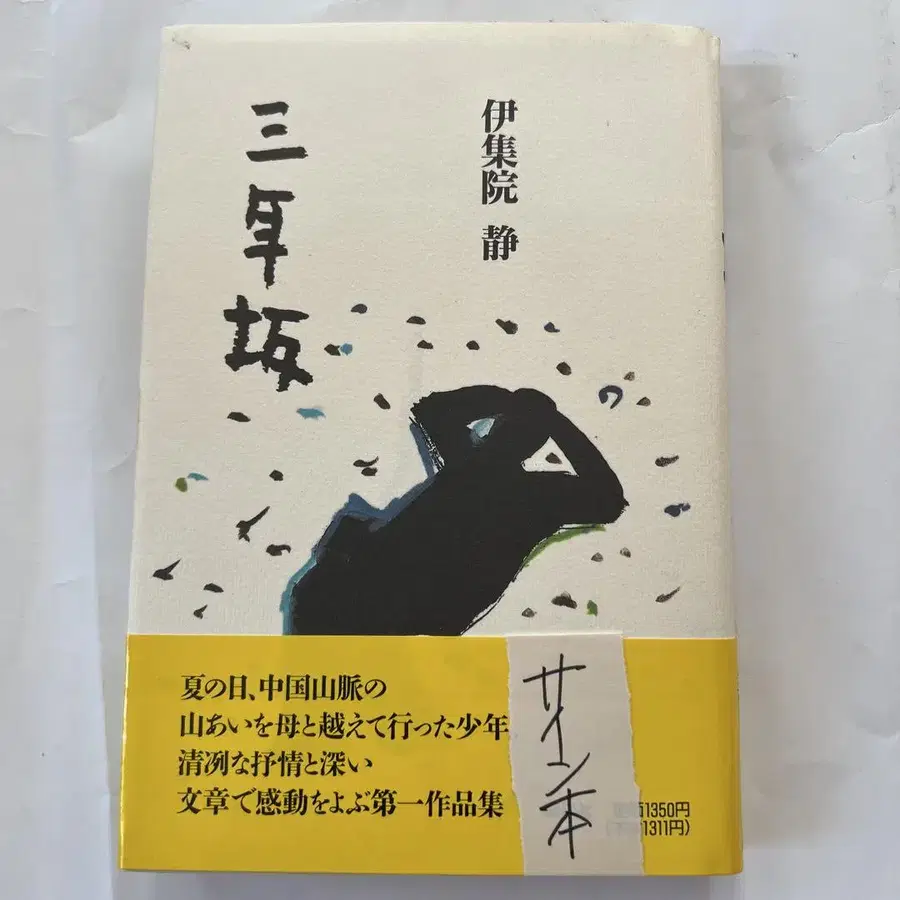 伊集院 静
三年坂
夏の日、中国山脈の
山あいを母と越えて行った少年
清冽な抒情と深い
文章で感動をよぶ第一作品集
サイン本
1350円
1311円)